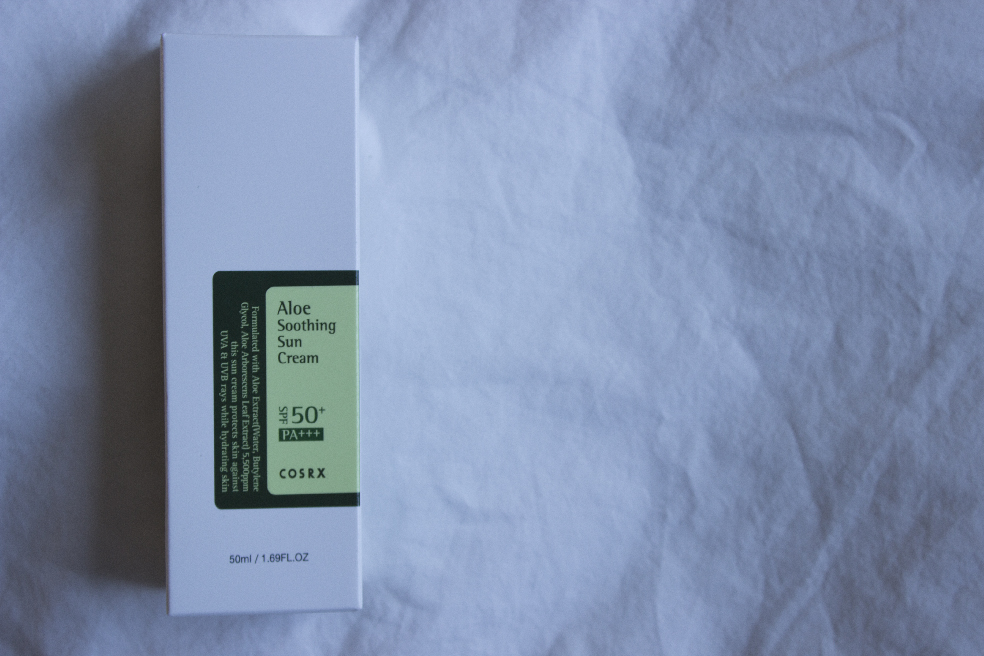 Aloe
Soothing
Sun
Cream
SPF 50+
PA+++
COSRX
Formulated with Aloe Extract(Water, Butylene
Glycol, Aloe Arborescens Leaf Extract) 5,500ppm
this sun cream protects skin against
UVA & UVB rays while hydrating skin
50ml / 1.69FL.OZ